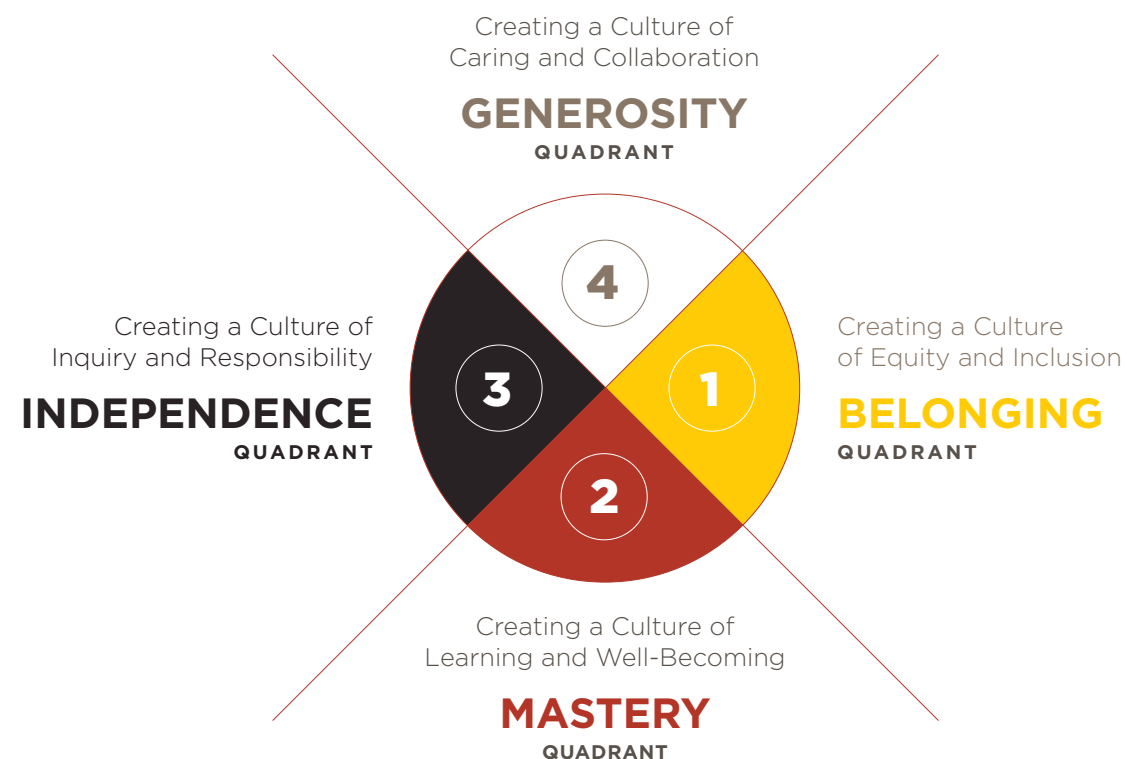 Creating a Culture of
Caring and Collaboration
GENEROSITY
QUADRANT
4
Creating a Culture of
Inquiry and Responsibility
INDEPENDENCE
QUADRANT
3
1
Creating a Culture
of Equity and Inclusion
BELONGING
QUADRANT
2
Creating a Culture of
Learning and Well-Becoming
MASTERY
QUADRANT